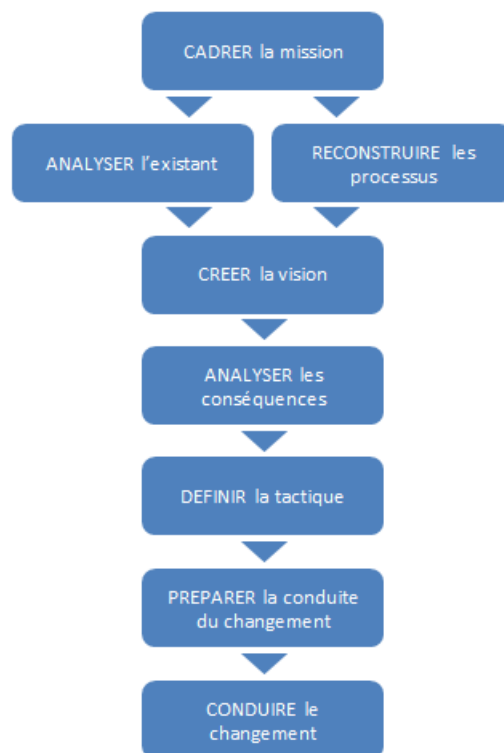 CADRER la mission
ANALYSER l'existant
RECONSTRUIRE les
processus
CREER la vision
ANALYSER les
conséquences
DEFINIR la tactique
PREPARER la conduite
du changement
CONDUIRE le
changement